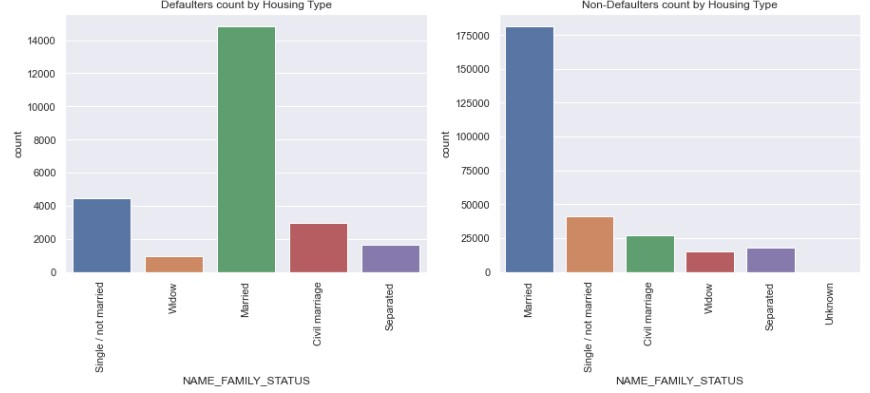 Defaulters count by Housing Type
14000
12000
10000
8000
6000
4000
2000
0
count
Single / not married
Widow
Married
Civil marriage
Separated
NAME_FAMILY_STATUS
Non-Defaulters count by Housing Type
175000
150000
125000
100000
75000
50000
25000
0
count
Married
Single / not married
Civil marriage
Widow
Separated
Unknown
NAME_FAMILY_STATUS